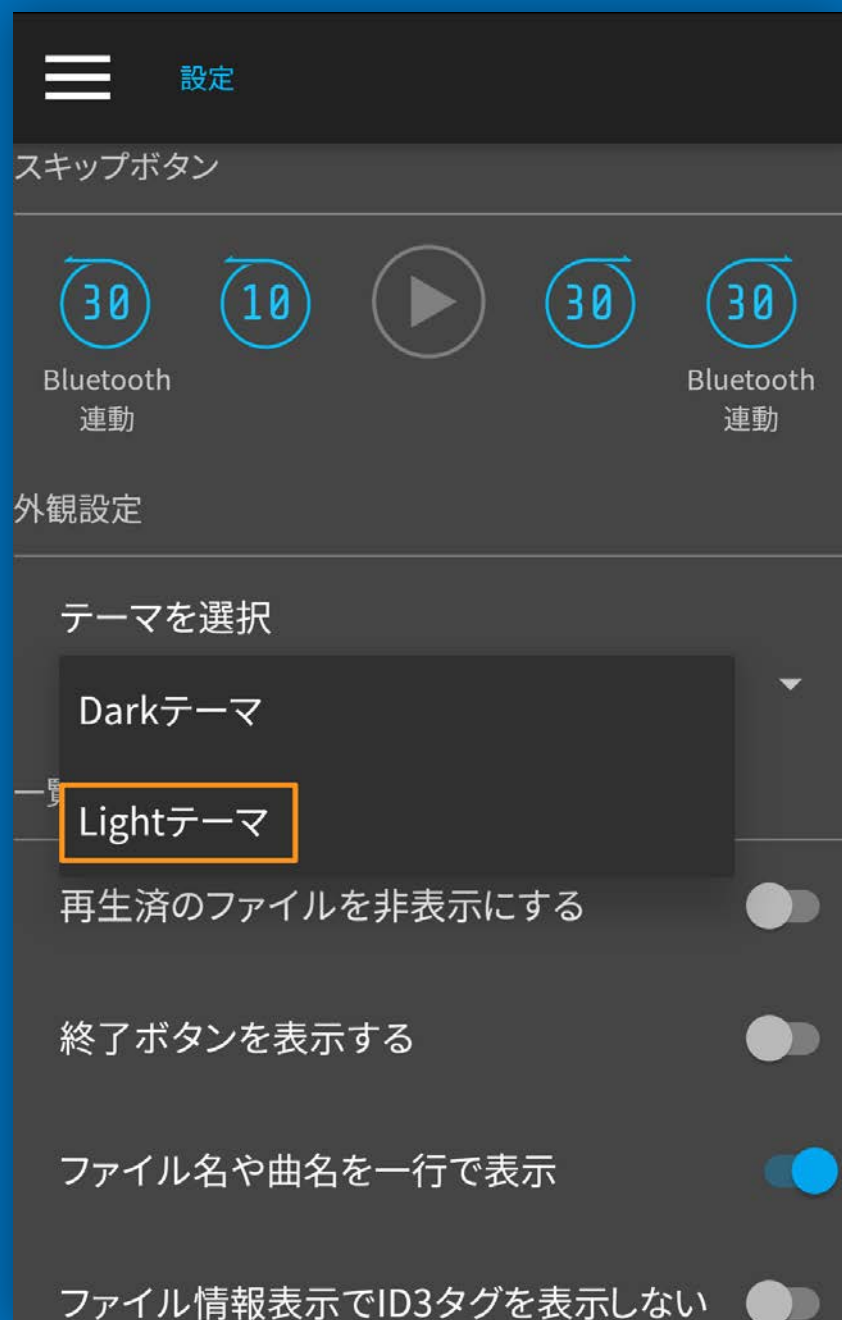 設定
スキップボタン
30 10 30 30
Bluetooth Bluetooth
連動 連動
外観設定
テーマを選択
Darkテーマ
一覧
Lightテーマ
再生済のファイルを非表示にする
終了ボタンを表示する
ファイル名や曲名を一行で表示
ファイル情報表示でID3タグを表示しない